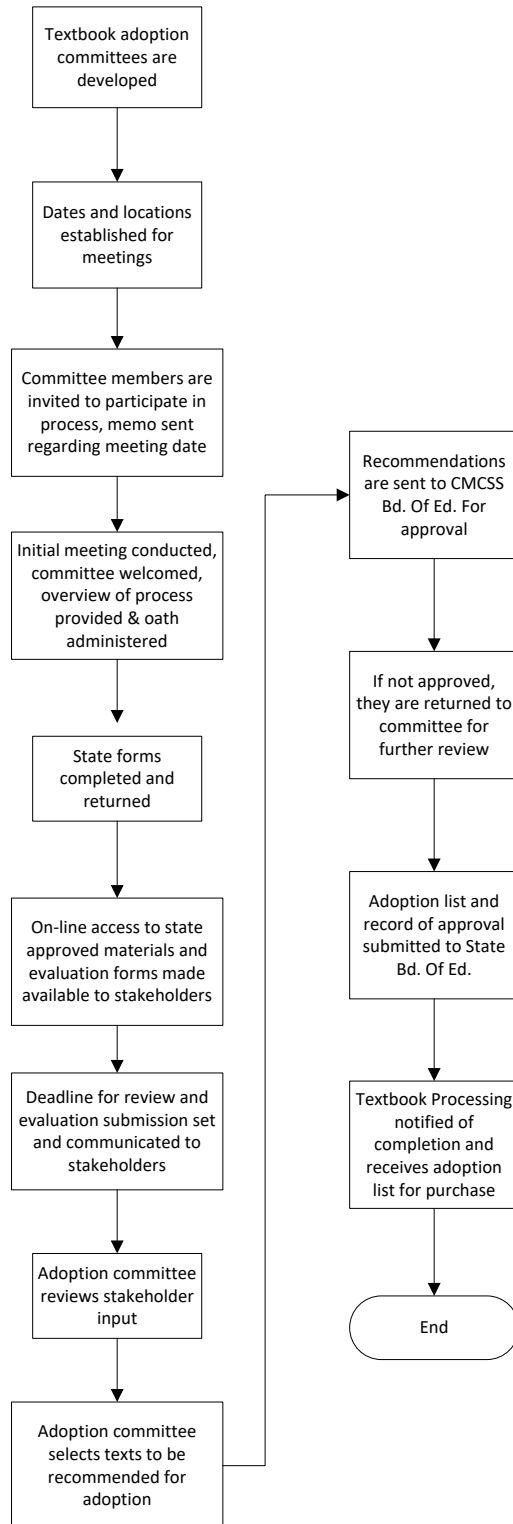 Textbook adoption
committees are
developed
Dates and locations
established for
meetings
Committee members are
invited to participate in
process, memo sent
regarding meeting date
Initial meeting conducted,
committee welcomed,
overview of process
provided & oath
administered
State forms
completed and
returned
On-line access to state
approved materials and
evaluation forms made
available to stakeholders
Deadline for review and
evaluation submission set
and communicated to
stakeholders
Adoption committee
reviews stakeholder
input
Adoption committee
selects texts to be
recommended for
adoption
Recommendations
are sent to CMCSS
Bd. Of Ed. For
approval
If not approved,
they are returned to
committee for
further review
Adoption list and
record of approval
submitted to State
Bd. Of Ed.
Textbook Processing
notified of
completion and
receives adoption
list for purchase
End